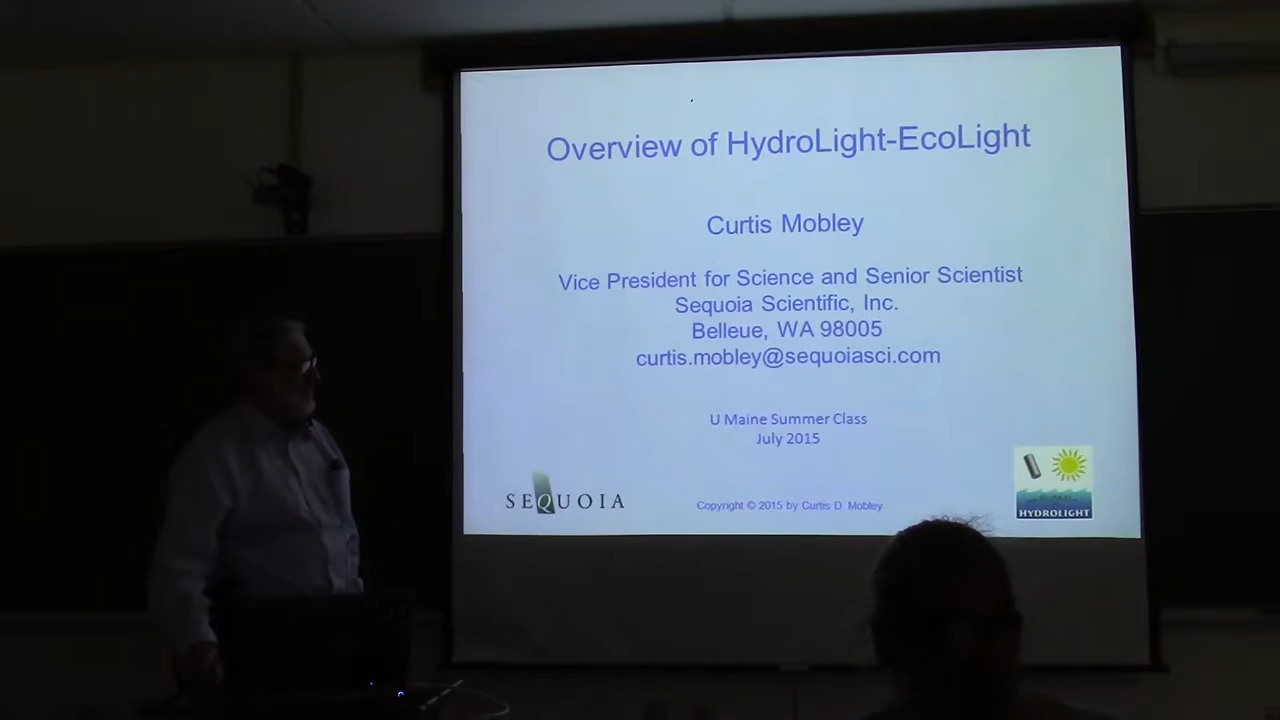 Overview of HydroLight-EcoLight
Curtis Mobley
Vice President for Science and Senior Scientist
Sequoia Scientific, Inc.
Belleue, WA 98005
curtis.mobley@sequoiasci.com
U Maine Summer Class
July 2015
SEQUOIA
Copyright © 2015 by Curtis D. Mobley
HYDROLIGHT